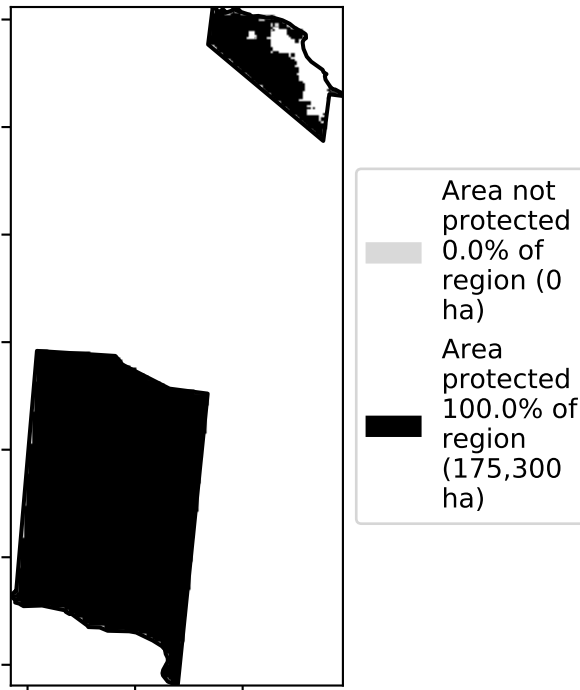 Area not
protected
0.0% of
region (0
ha)
Area
protected
100.0% of
region
(175,300
ha)